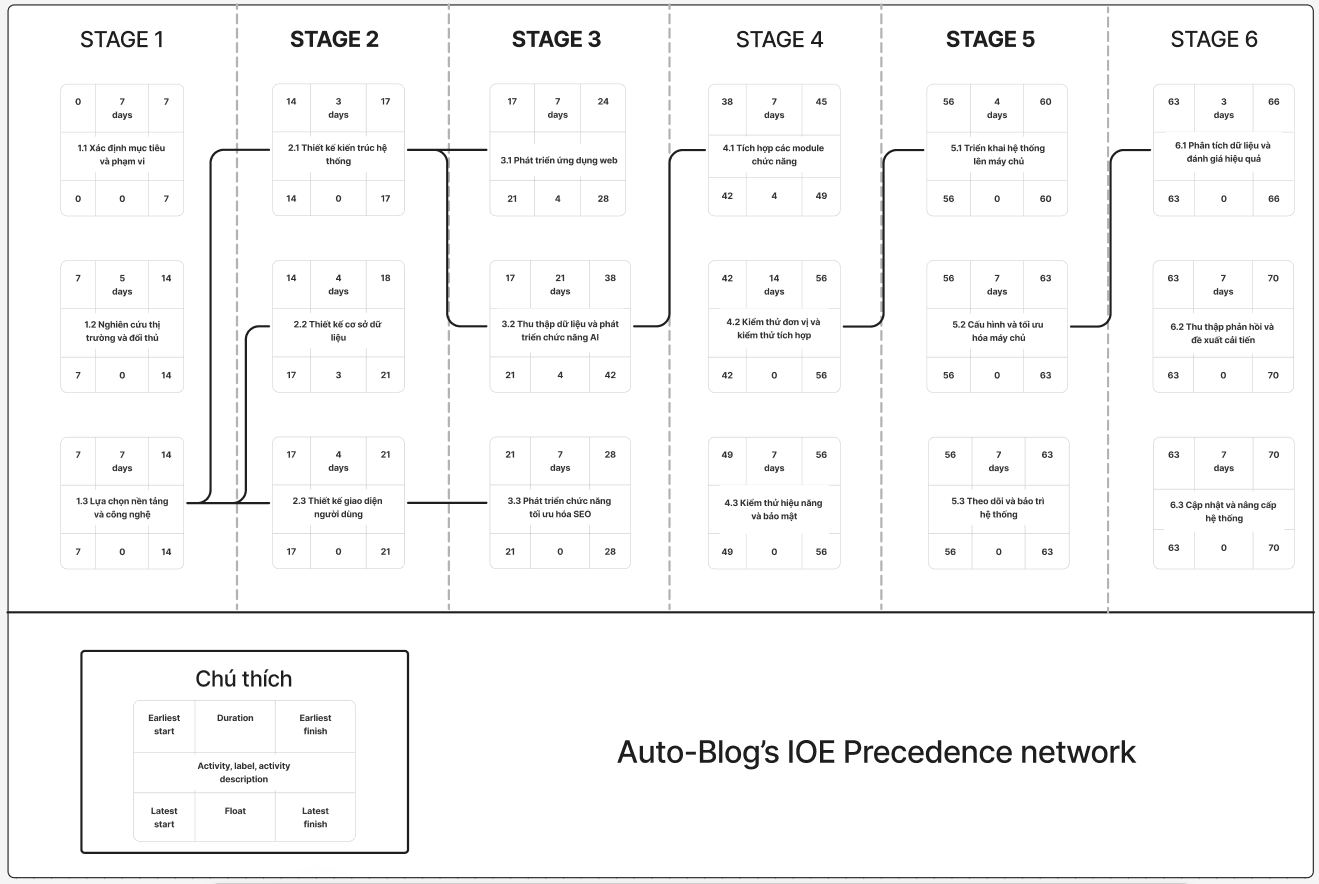 STAGE 1
STAGE 2
STAGE 3
STAGE 4
STAGE 5
STAGE 6
0
7
days
7
1.1 Xác định mục tiêu
và phạm vi
0
0
7
14
3
days
17
2.1 Thiết kế kiến trúc hệ
thống
14
0
17
17
7
days
24
3.1 Phát triển ứng dụng web
21
4
28
38
7
days
45
4.1 Tích hợp các module
chức năng
42
4
49
56
4
days
60
5.1 Triển khai hệ thống
lên máy chủ
56
0
60
63
3
days
66
6.1 Phân tích dữ liệu và
đánh giá hiệu quả
63
0
66
7
5
days
14
1.2 Nghiên cứu thị
trường và đối thủ
7
0
14
14
4
days
18
2.2 Thiết kế cơ sở dữ
liệu
17
3
21
17
21
days
38
3.2 Thu thập dữ liệu và phát
triển chức năng AI
21
4
42
42
14
days
56
4.2 Kiểm thử đơn vị và
kiểm thử tích hợp
42
0
56
56
7
days
63
5.2 Cấu hình và tối ưu
hóa máy chủ
56
0
63
63
7
days
70
6.2 Thu thập phản hồi và
đề xuất cải tiến
63
0
70
7
7
days
14
1.3 Lựa chọn nền tảng
và công nghệ
7
0
14
17
4
days
21
2.3 Thiết kế giao diện
người dùng
17
0
21
21
7
days
28
3.3 Phát triển chức năng
tối ưu hóa SEO
21
0
28
49
7
days
56
4.3 Kiểm thử hiệu năng
và bảo mật
49
0
56
56
7
days
63
5.3 Theo dõi và bảo trì
hệ thống
56
0
63
63
7
days
70
6.3 Cập nhật và nâng cấp
hệ thống
63
0
70
Chú thích
Earliest
start
Duration
Earliest
finish
Activity, label, activity
description
Latest
start
Float
Latest
finish
Auto-Blog's IOE Precedence network